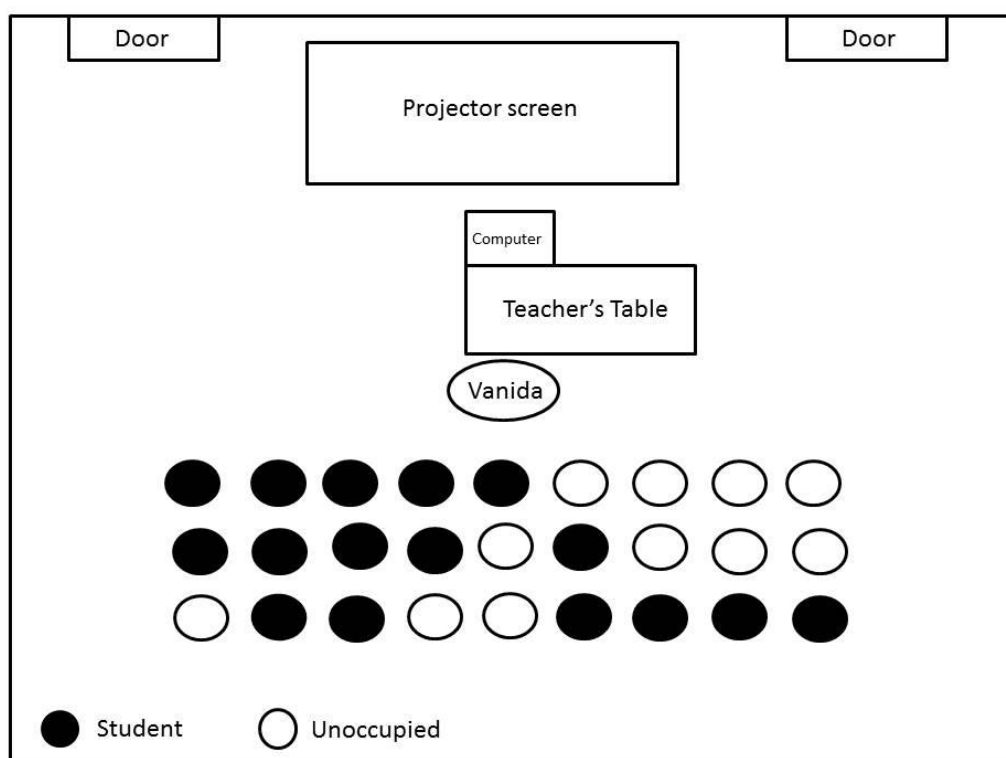 Door
Door
Projector screen
Computer
Teacher's Table
Vanida
Student
Unoccupied